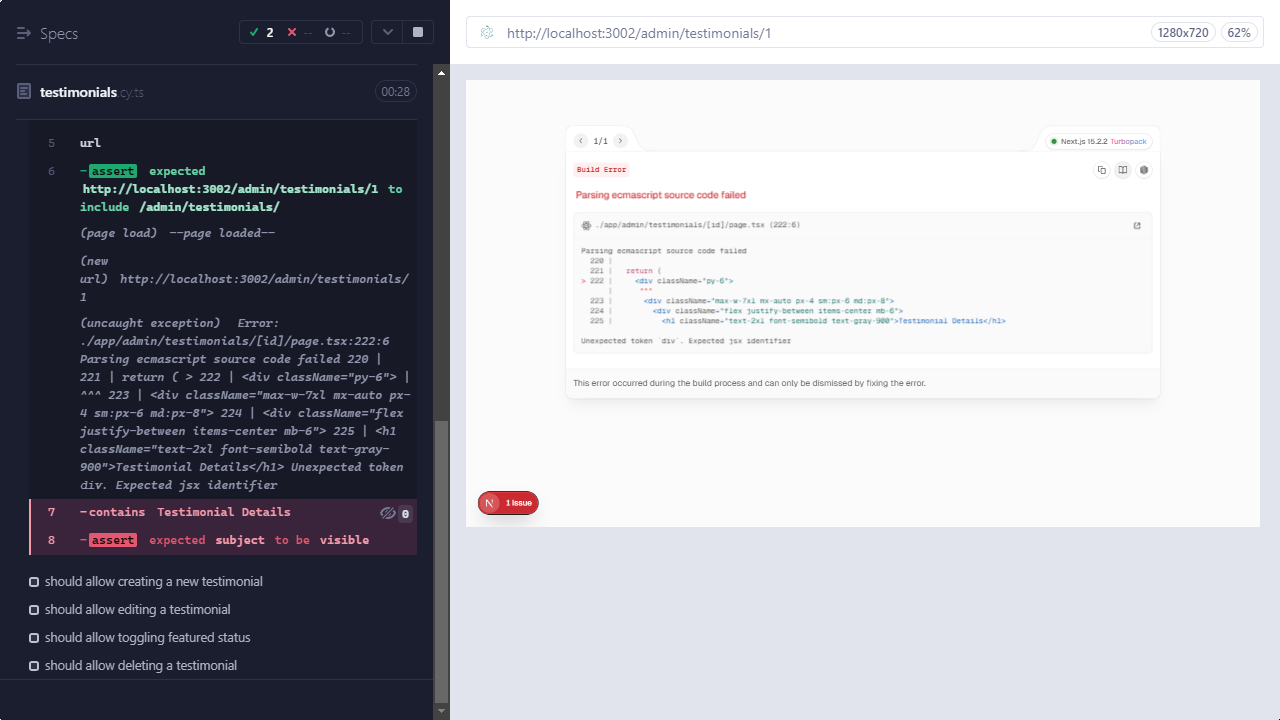 Specs
2 -- --
testimonials.cy.ts
00:28
5 url
6 -assert expected
http://localhost:3002/admin/testimonials/1 to
include /admin/testimonials/
ge load) --page loaded--
(new
url) http://localhost:3002/admin/testimonials/
1
(uncaught exception) Error:
./app/admin/testimonials/[id]/page.tsx:222:6
Parsing ecmascript source code failed 220 |
221 | return ( > 222 | <div className="py-6"> |
^^^ 223 | <div className="max-w-7xl mx-auto px-
4 sm:px-6 md:px-8"> 224 | <div className="flex
justify-between items-center mb-6"> 225 | <h1
className="text-2xl font-semibold text-gray-
900">Testimonial Details</h1> Unexpected token
div. Expected jsx identifier
7 -contains Testimonial Details 0
8 -assert expected subject to be visible
should allow creating a new testimonial
should allow editing a testimonial
should allow toggling featured status
should allow deleting a testimonial
http://localhost:3002/admin/testimonials/1
1280x720
62%
1/1
Next.js 15.2.2 Turbopack
Build Error
Parsing ecmascript source code failed
./app/admin/testimonials/[id]/page.tsx (222:6)
Parsing ecmascript source code failed
220 |
221 | return (
> 222 | <div className="py-6">
| ^^^
223 | <div className="max-w-7xl mx-auto px-4 sm:px-6 md:px-8">
224 | <div className="flex justify-between items-center mb-6">
225 | <h1 className="text-2xl font-semibold text-gray-900">Testimonial Details</h1>
Unexpected token `div`. Expected jsx identifier
This error occurred during the build process and can only be dismissed by fixing the error.
N 1 Issue